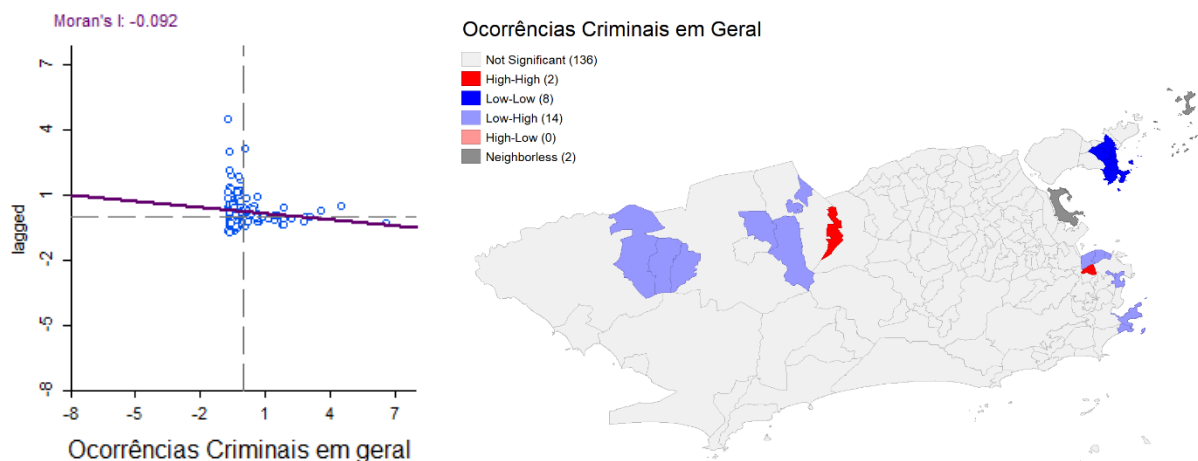 Moran's I: -0.092
7
4
1
-2
-5
-8
lagged
-8
-5
-2
1
4
7
Ocorrências Criminais em geral
Ocorrências Criminais em Geral
Not Significant (136)
High-High (2)
Low-Low (8)
Low-High (14)
High-Low (0)
Neighborless (2)